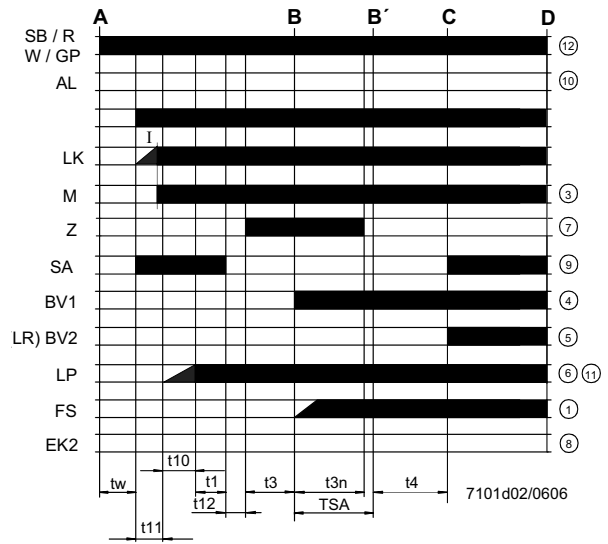 A B B´ C D
SB / R
W / GP ⑫
AL ⑩
I
LK
M ③
Z ⑦
SA ⑨
BV1 ④
LR) BV2 ⑤
LP ⑥ ⑪
FS ①
EK2 ⑧
t10
tw t1 t3 t3n t4
7101d02/0606
t12 TSA
t11